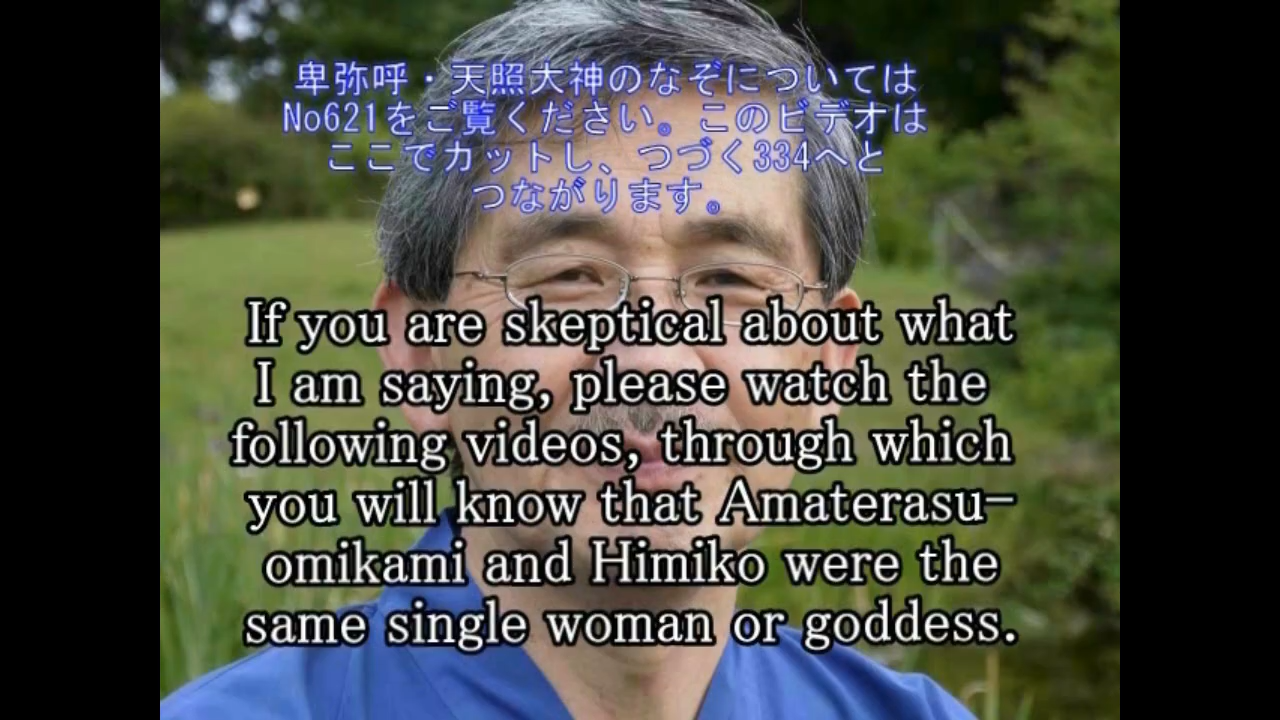 卑弥呼・天照大神のなぞについては
No621をご覧ください。このビデオは
ここでカットし、つづく334へと
つながります。
If you are skeptical about what
I am saying, please watch the
following videos, through which
you will know that Amaterasu-
omikami and Himiko were the
same single woman or goddess.